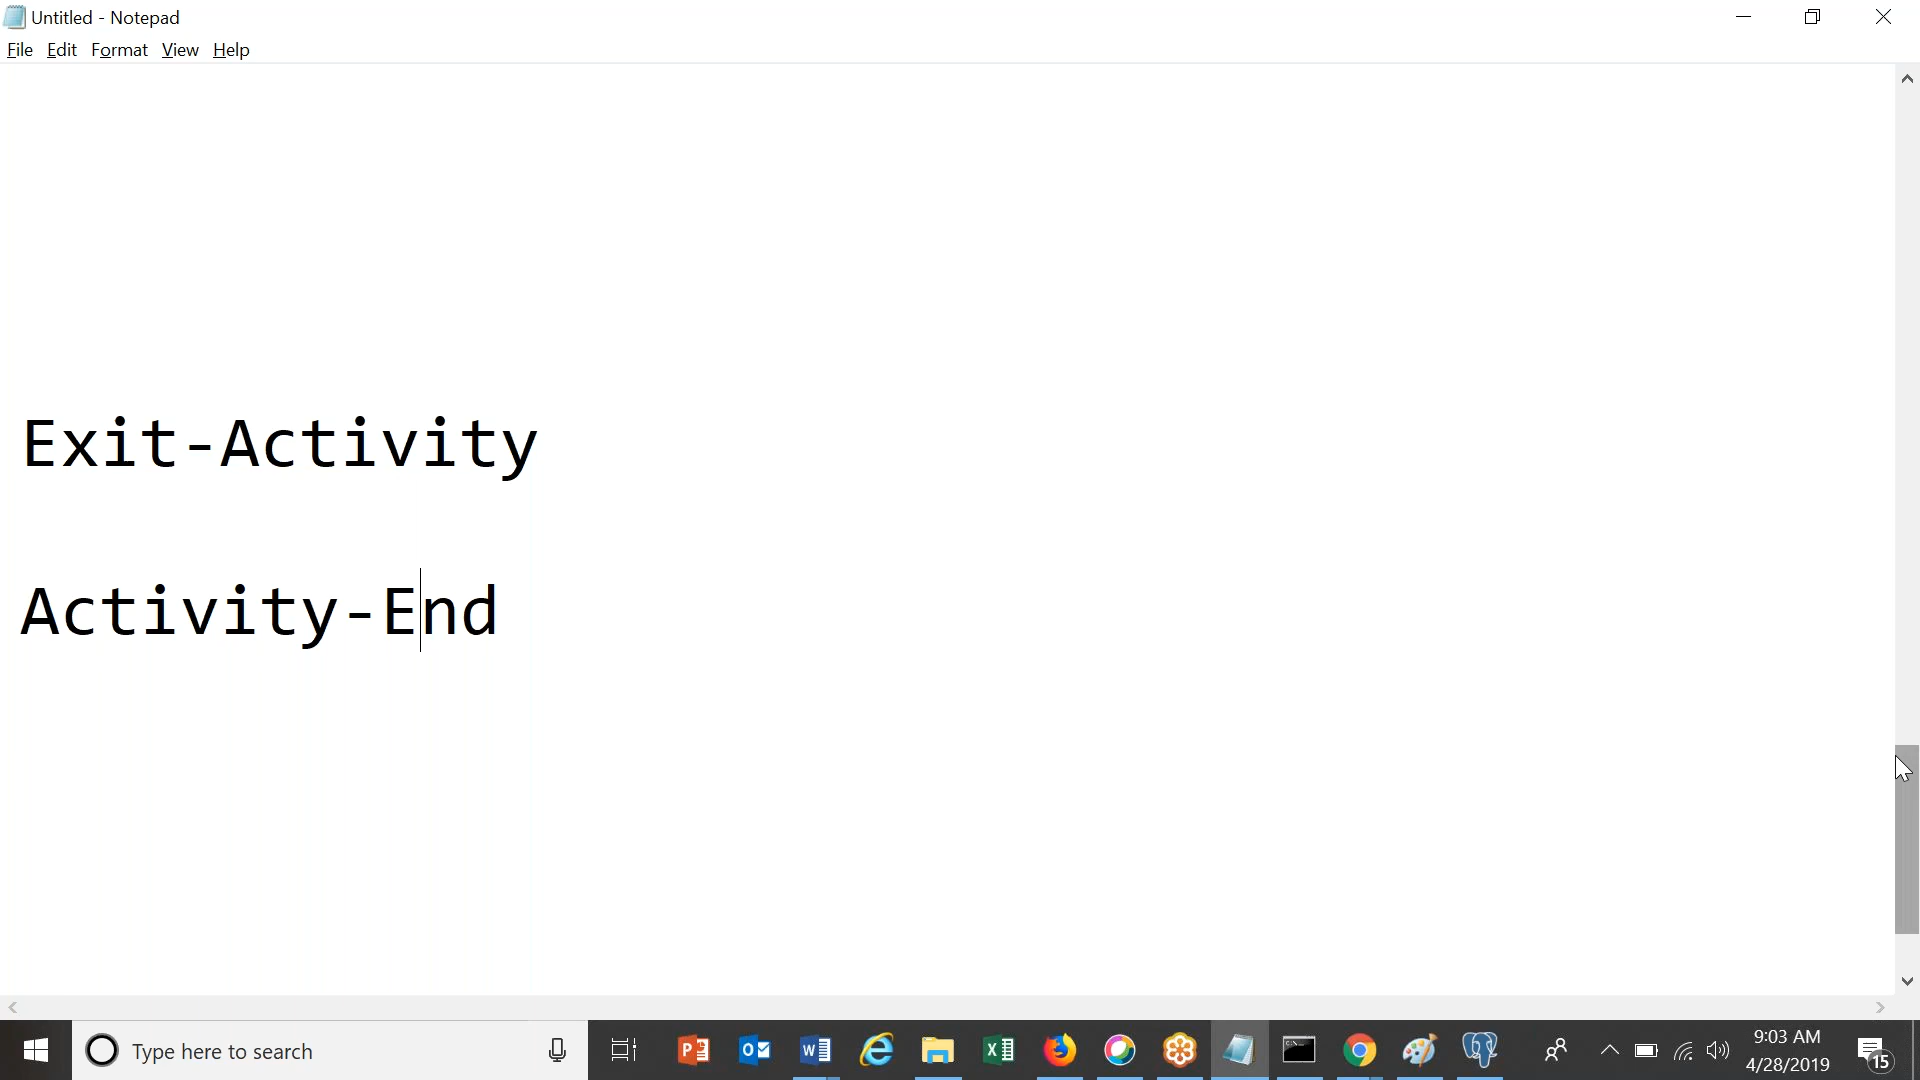 Untitled - Notepad
File Edit Format View Help
Exit-Activity
Activity-End
Type here to search
9:03 AM
4/28/2019
15